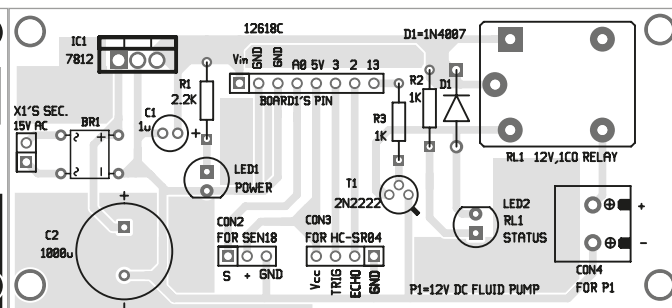 12618C
IC1
7812
D1=1N4007
Vin
GND
GND
A0 5V 3 2 13
BOARD1'S PIN
R1
2.2K
R2
1K
D1
X1'S SEC.
15V AC
BR1
~
+
~
−
C1
1u
+
R3
1K
RL1 12V,1CO RELAY
LED1
POWER
T1
2N2222
+
C2
1000u
−
CON2
FOR SEN18
S + GND
CON3
FOR HC-SR04
Vcc
TRIG
ECHO
GND
LED2
RL1
STATUS
+
−
CON4
FOR P1
P1=12V DC FLUID PUMP